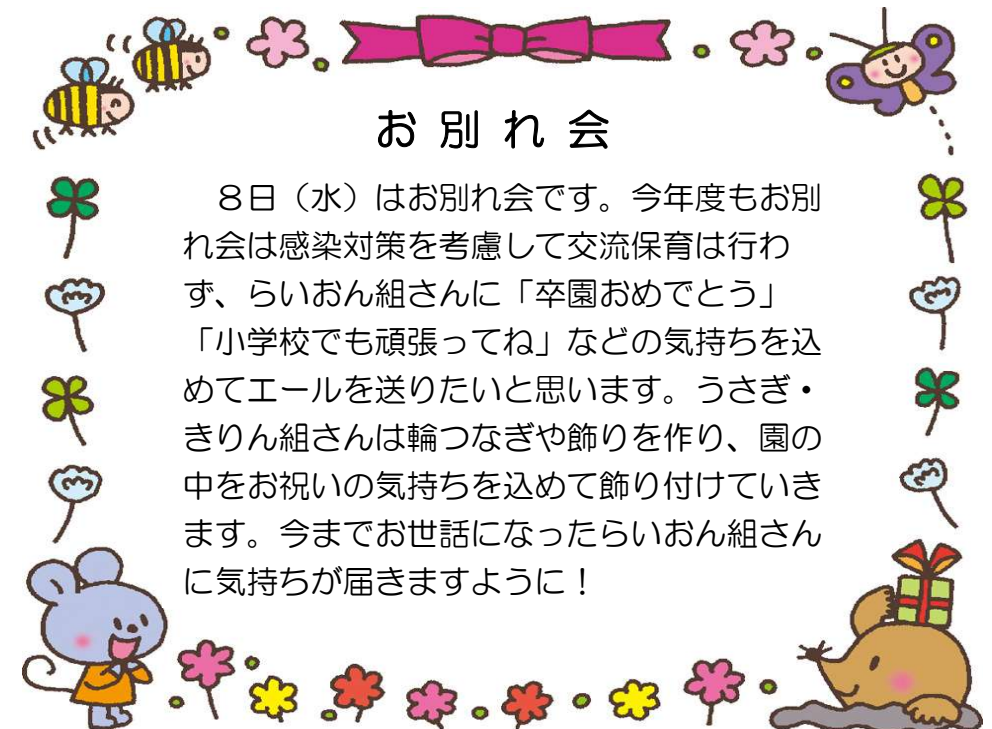 お別れ会
　８日（水）はお別れ会です。今年度もお別
れ会は感染対策を考慮して交流保育は行わ
ず、らいおん組さんに「卒園おめでとう」
「小学校でも頑張ってね」などの気持ちを込
めてエールを送りたいと思います。うさぎ・
きりん組さんは輪つなぎや飾りを作り、園の
中をお祝いの気持ちを込めて飾り付けていき
ます。今までお世話になったらいおん組さん
に気持ちが届きますように！